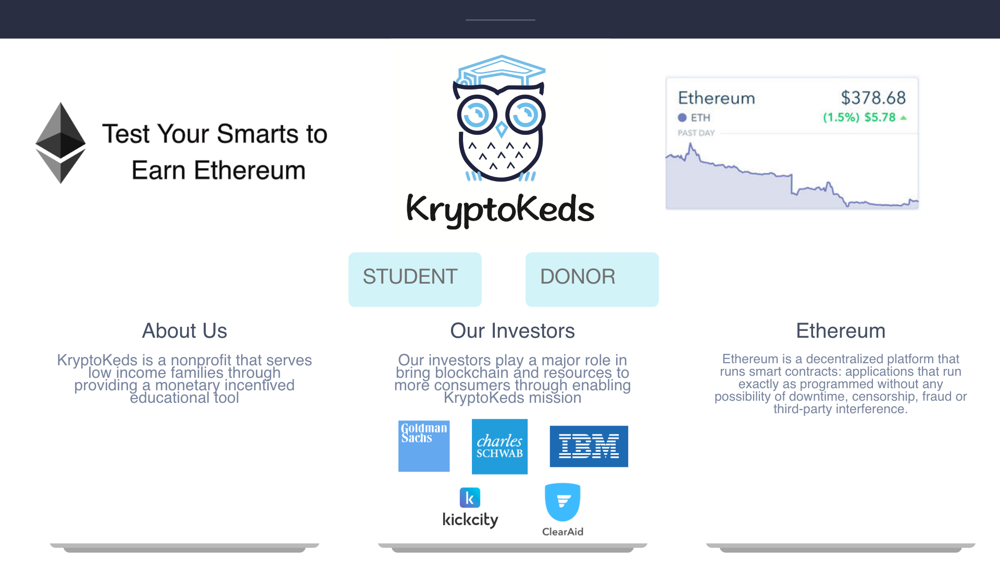 Test Your Smarts to
Earn Ethereum
KryptoKeds
Ethereum
$378.68
ETH
(1.5%) $5.78
PAST DAY
STUDENT
DONOR
About Us
KryptoKeds is a nonprofit that serves
low income families through
providing a monetary incentived
educational tool
Our Investors
Our investors play a major role in
bring blockchain and resources to
more consumers through enabling
KryptoKeds mission
Goldman
Sachs
charles
SCHWAB
IBM
k
kickcity
ClearAid
Ethereum
Ethereum is a decentralized platform that
runs smart contracts: applications that run
exactly as programmed without any
possibility of downtime, censorship, fraud or
third-party interference.